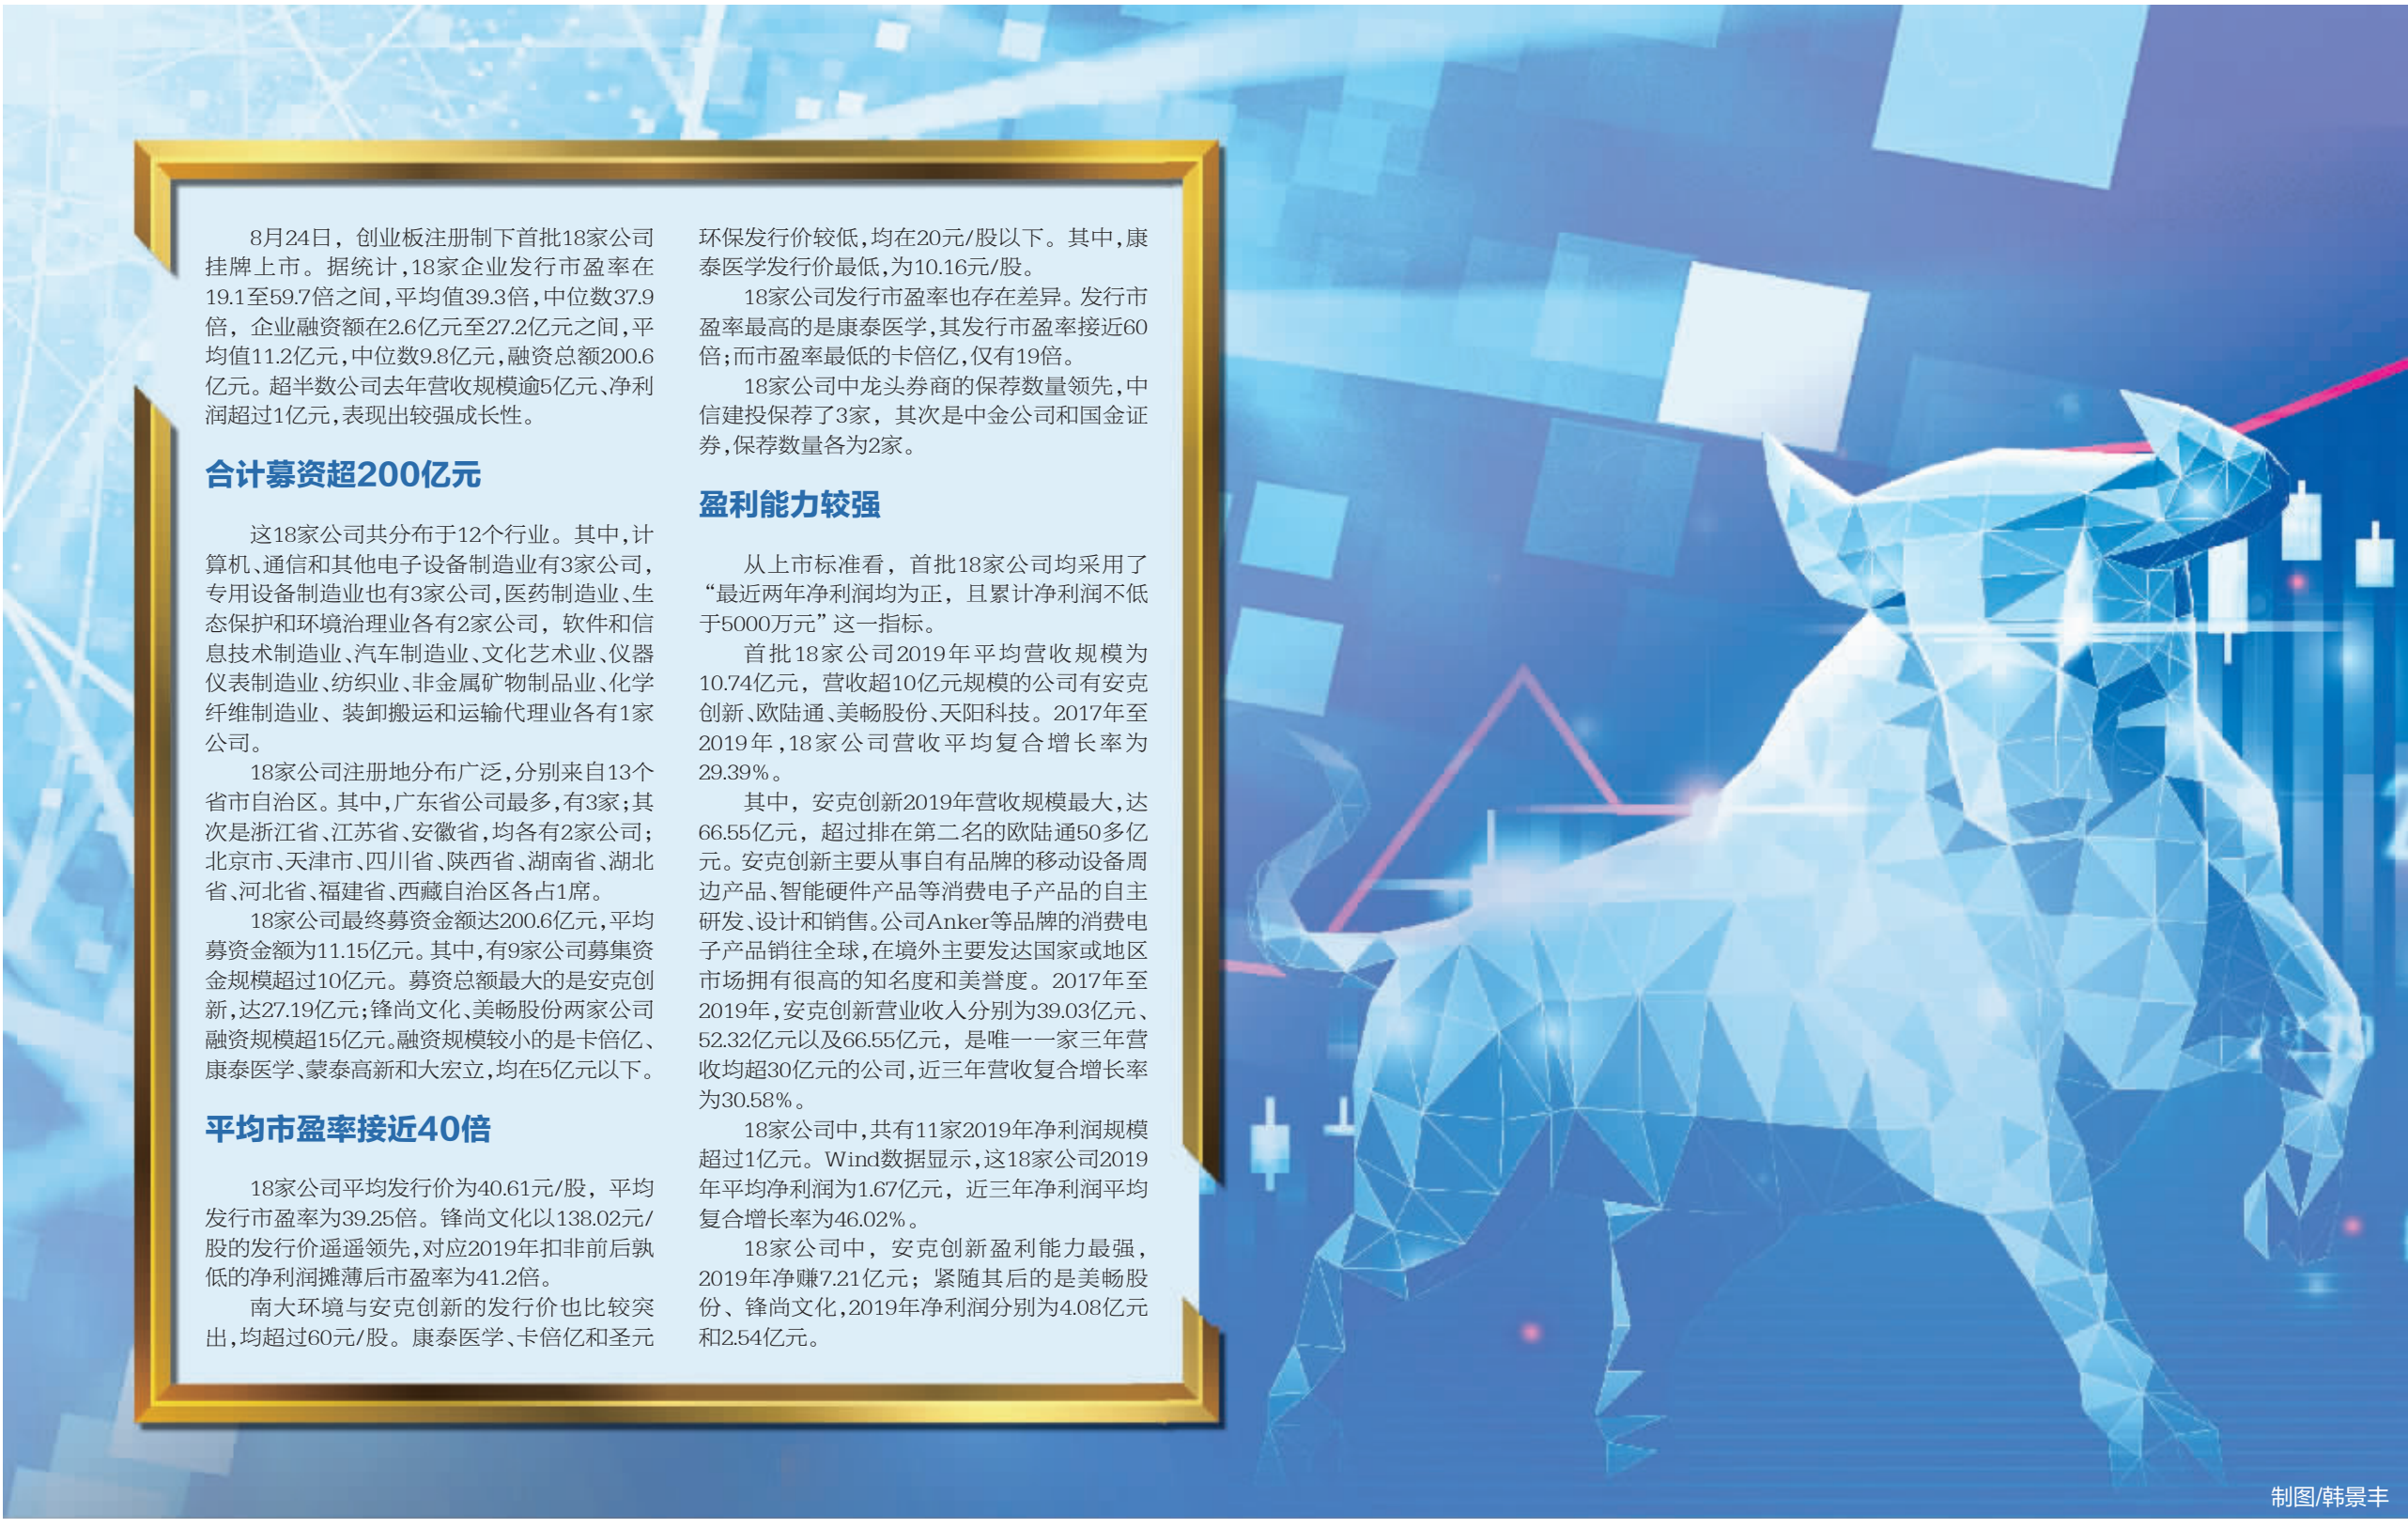 8月24日，创业板注册制下首批18家公司
挂牌上市。据统计,18家企业发行市盈率在
19.1至59.7倍之间,平均值39.3倍,中位数37.9
倍，企业融资额在2.6亿元至27.2亿元之间,平
均值11.2亿元,中位数9.8亿元,融资总额200.6
亿元。超半数公司去年营收规模逾5亿元、净利
润超过1亿元,表现出较强成长性。
合计募资超200亿元
这18家公司共分布于12个行业。其中,计
算机、通信和其他电子设备制造业有3家公司,
专用设备制造业也有3家公司,医药制造业、生
态保护和环境治理业各有2家公司，软件和信
息技术制造业、汽车制造业、文化艺术业、仪器
仪表制造业、纺织业、非金属矿物制品业、化学
纤维制造业、装卸搬运和运输代理业各有1家
公司。
18家公司注册地分布广泛,分别来自13个
省市自治区。其中,广东省公司最多,有3家;其
次是浙江省、江苏省、安徽省,均各有2家公司;
北京市、天津市、四川省、陕西省、湖南省、湖北
省、河北省、福建省、西藏自治区各占1席。
18家公司最终募资金额达200.6亿元,平均
募资金额为11.15亿元。其中,有9家公司募集资
金规模超过10亿元。募资总额最大的是安克创
新,达27.19亿元;锋尚文化、美畅股份两家公司
融资规模超15亿元。融资规模较小的是卡倍亿、
康泰医学、蒙泰高新和大宏立,均在5亿元以下。
平均市盈率接近40倍
18家公司平均发行价为40.61元/股，平均
发行市盈率为39.25倍。锋尚文化以138.02元/
股的发行价遥遥领先,对应2019年扣非前后孰
低的净利润摊薄后市盈率为41.2倍。
南大环境与安克创新的发行价也比较突
出,均超过60元/股。康泰医学、卡倍亿和圣元
环保发行价较低,均在20元/股以下。其中,康
泰医学发行价最低,为10.16元/股。
18家公司发行市盈率也存在差异。发行市
盈率最高的是康泰医学,其发行市盈率接近60
倍;而市盈率最低的卡倍亿,仅有19倍。
18家公司中龙头券商的保荐数量领先,中
信建投保荐了3家，其次是中金公司和国金证
券,保荐数量各为2家。
盈利能力较强
从上市标准看，首批18家公司均采用了
“最近两年净利润均为正，且累计净利润不低
于5000万元”这一指标。
首批18家公司2019年平均营收规模为
10.74亿元，营收超10亿元规模的公司有安克
创新、欧陆通、美畅股份、天阳科技。2017年至
2019年,18家公司营收平均复合增长率为
29.39%。
其中，安克创新2019年营收规模最大,达
66.55亿元，超过排在第二名的欧陆通50多亿
元。安克创新主要从事自有品牌的移动设备周
边产品、智能硬件产品等消费电子产品的自主
研发、设计和销售。公司Anker等品牌的消费电
子产品销往全球,在境外主要发达国家或地区
市场拥有很高的知名度和美誉度。2017年至
2019年,安克创新营业收入分别为39.03亿元、
52.32亿元以及66.55亿元，是唯一一家三年营
收均超30亿元的公司,近三年营收复合增长率
为30.58%。
18家公司中,共有11家2019年净利润规模
超过1亿元。Wind数据显示,这18家公司2019
年平均净利润为1.67亿元，近三年净利润平均
复合增长率为46.02%。
18家公司中，安克创新盈利能力最强，
2019年净赚7.21亿元；紧随其后的是美畅股
份、锋尚文化,2019年净利润分别为4.08亿元
和2.54亿元。
制图/韩景丰